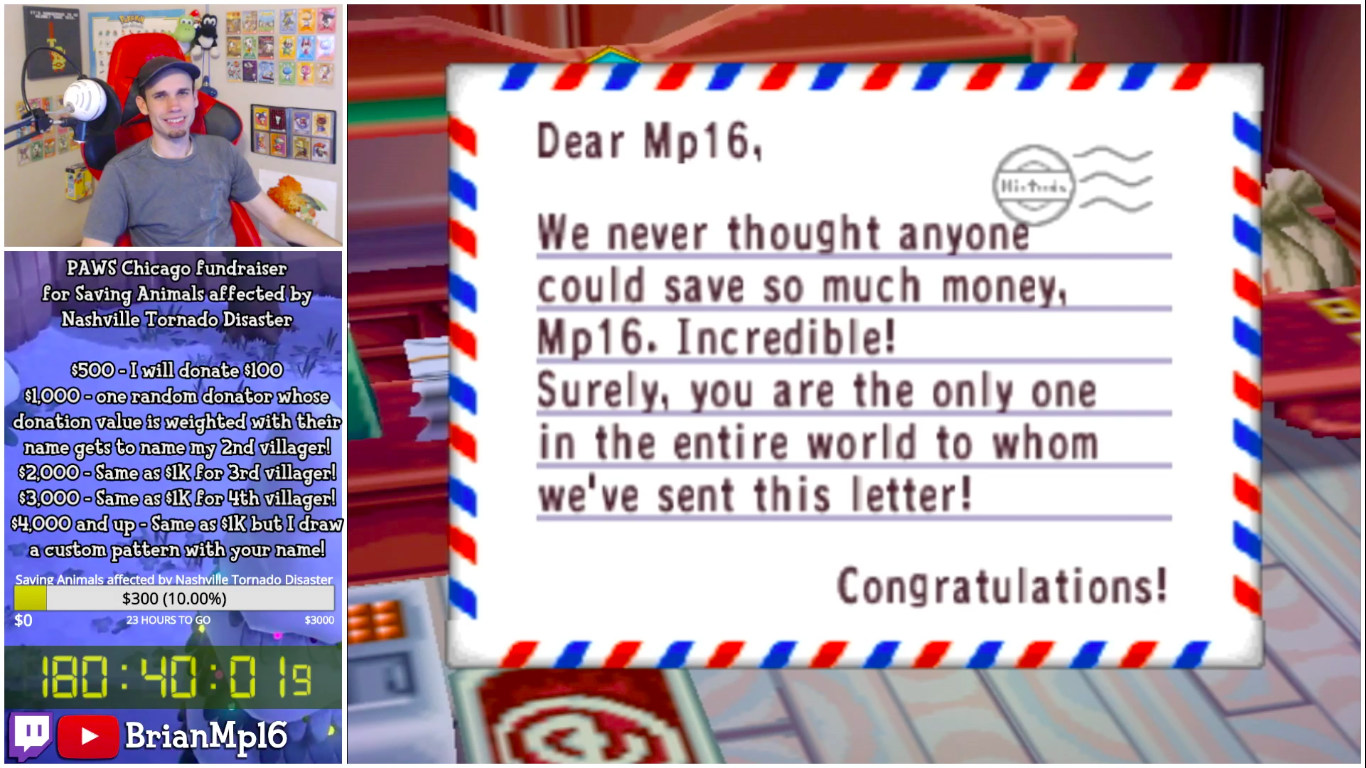 PAWS Chicago fundraiser
for Saving Animals affected by
Nashville Tornado Disaster
$500 - I will donate $100
$1,000 - one random donator whose
donation value is weighted with their
name gets to name my 2nd villager!
$2,000 - Same as $1K for 3rd villager!
$3,000 - Same as $1K for 4th villager!
$4,000 and up - Same as $1K but I draw
a custom pattern with your name!
Saving Animals affected by Nashville Tornado Disaster
$300 (10.00%)
$0 23 HOURS TO GO $3000
180:40:01s
BrianMp16
Dear Mp16,
Nintendo
We never thought anyone
could save so much money,
Mp16. Incredible!
Surely, you are the only one
in the entire world to whom
we've sent this letter!
Congratulations!